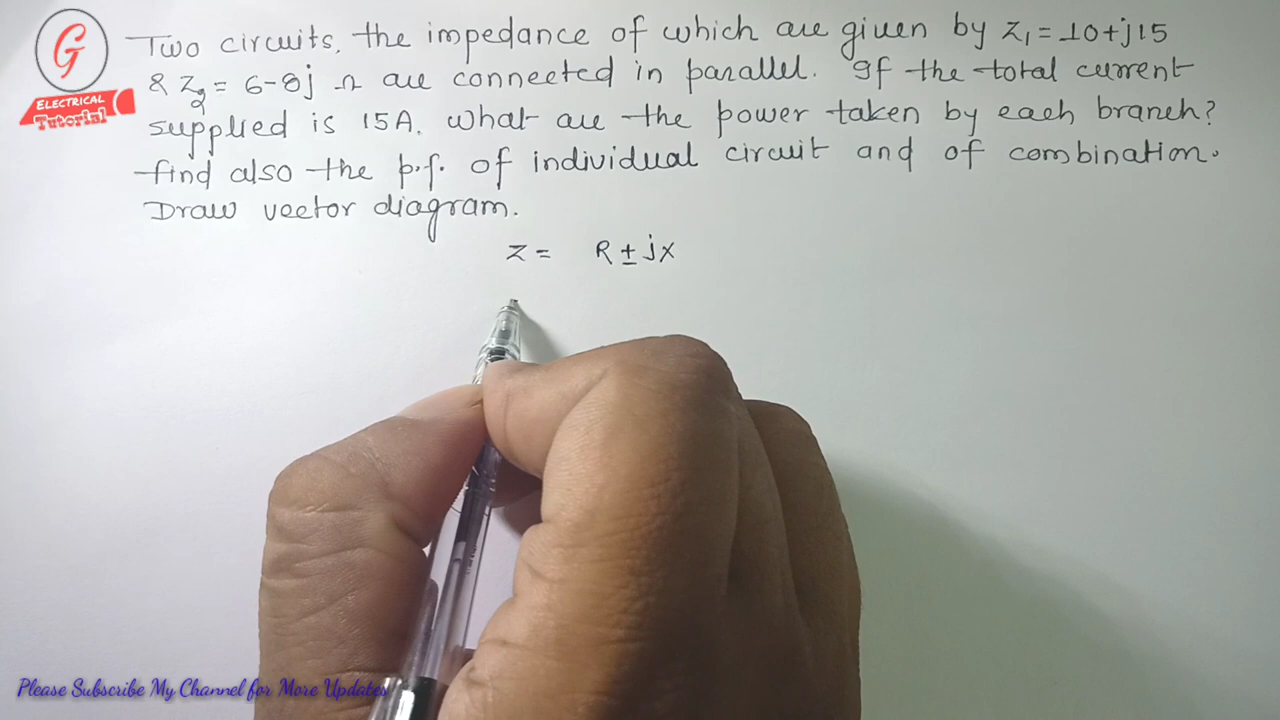 G
ELECTRICAL
Tutorial
Two circuits, the impedance of which are given by Z₁ = 10+j15
& Z₂ = 6-8j Ω are connected in parallel. If the total current
supplied is 15A. What are the power taken by each branch?
find also the p.f. of individual circuit and of combination.
Draw vector diagram.
Z = R ± jX
Please Subscribe My Channel for More Updates